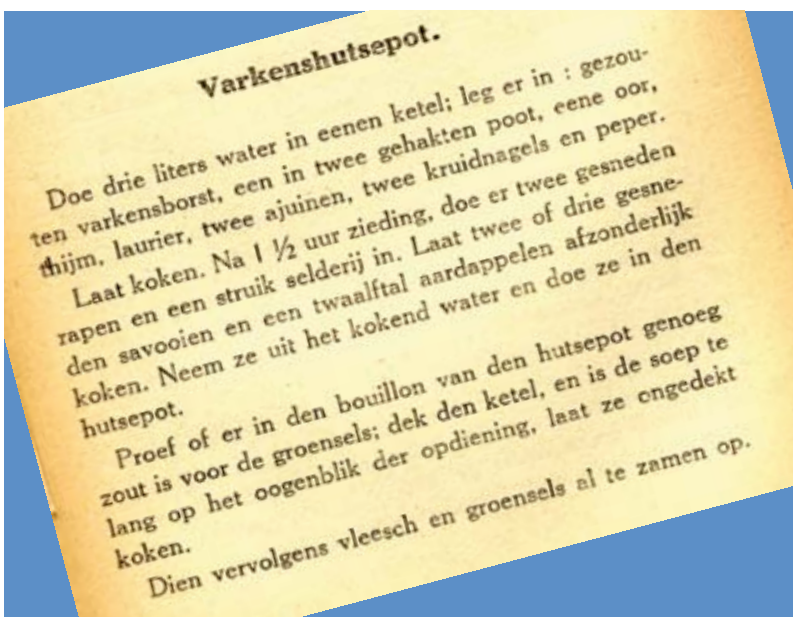 Varkenshutsepot.
Doe drie liters water in eenen ketel; leg er in : gezou-
ten varkensborst, een in twee gehakten poot, eene oor,
thijm, laurier, twee ajuinen, twee kruidnagels en peper.
Laat koken. Na 1 ½ uur zieding, doe er twee gesneden
rapen en een struik selderij in. Laat twee of drie gesne-
den savooien en een twaalftal aardappelen afzonderlijk
koken. Neem ze uit het kokend water en doe ze in den
hutsepot.
Proef of er in den bouillon van den hutsepot genoeg
zout is voor de groensels; dek den ketel, en is de soep te
lang op het oogenblik der opdiening, laat ze ongedekt
koken.
Dien vervolgens vleesch en groensels al te zamen op.